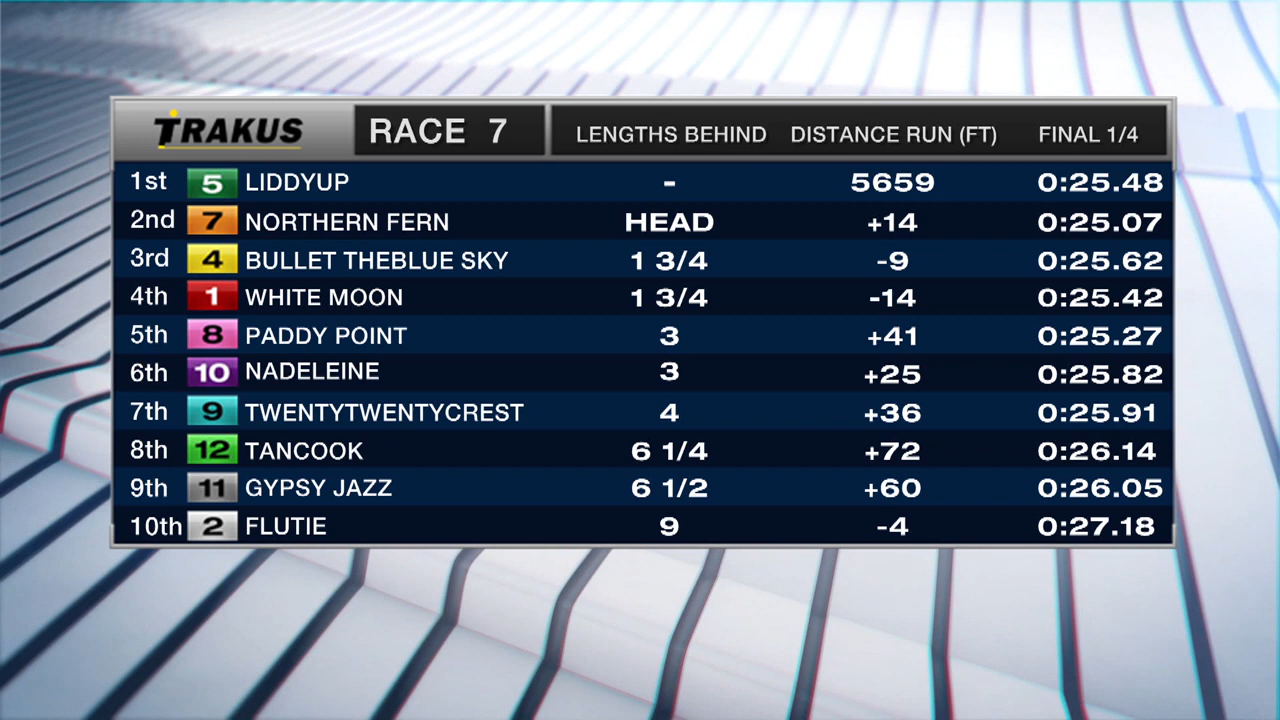 TRAKUS RACE 7 LENGTHS BEHIND DISTANCE RUN (FT) FINAL 1/4
1st 5 LIDDYUP - 5659 0:25.48
2nd 7 NORTHERN FERN HEAD +14 0:25.07
3rd 4 BULLET THEBLUE SKY 1 3/4 -9 0:25.62
4th 1 WHITE MOON 1 3/4 -14 0:25.42
5th 8 PADDY POINT 3 +41 0:25.27
6th 10 NADELEINE 3 +25 0:25.82
7th 9 TWENTYTWENTYCREST 4 +36 0:25.91
8th 12 TANCOOK 6 1/4 +72 0:26.14
9th 11 GYPSY JAZZ 6 1/2 +60 0:26.05
10th 2 FLUTIE 9 -4 0:27.18